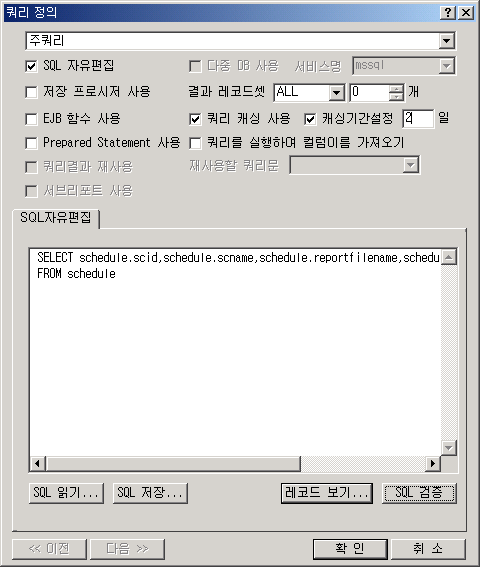 쿼리 정의
주쿼리
SQL 자유편집 다중 DB 사용 서비스명 mssql
저장 프로시저 사용 결과 레코드셋 ALL 0 개
EJB 함수 사용 쿼리 캐싱 사용 캐싱기간설정 2 일
Prepared Statement 사용 쿼리를 실행하며 컬럼이를 가져오기
쿼리결과 재사용 재사용할 쿼리문
서브리포트 사용
SQL자유편집
SELECT schedule.scid,schedule.scname,schedule.reportfilename,schedu
FROM schedule
SQL 읽기... SQL 저장... 레코드 보기... SQL 검증
<< 이전 다음 >> 확 인 취 소